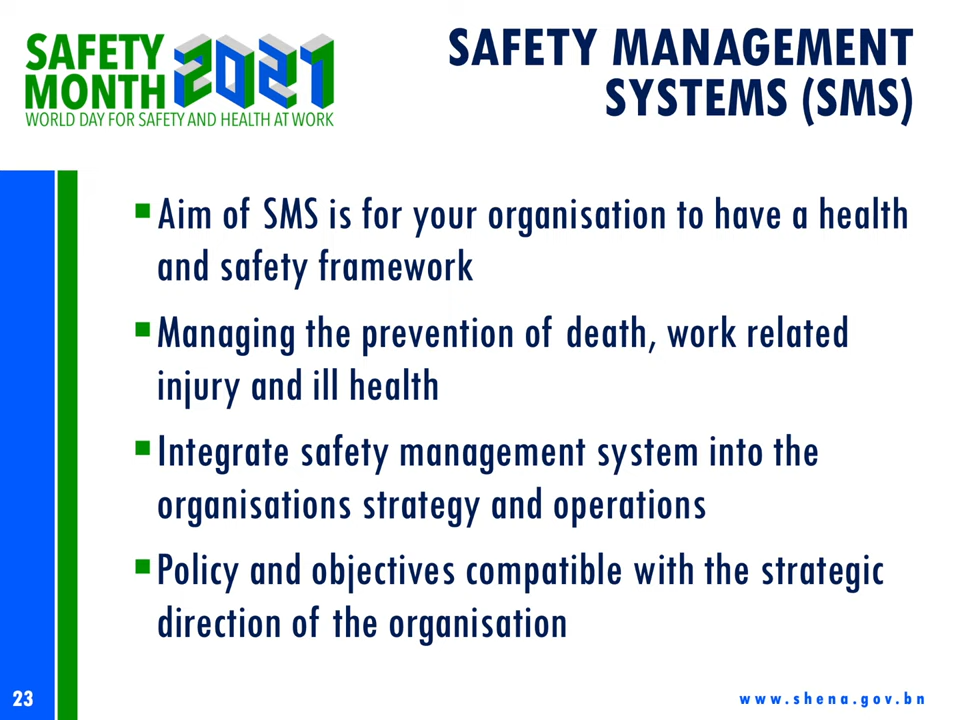 SAFETY
MONTH 2021
WORLD DAY FOR SAFETY AND HEALTH AT WORK
SAFETY MANAGEMENT
SYSTEMS (SMS)
▪Aim of SMS is for your organisation to have a health
and safety framework
▪Managing the prevention of death, work related
injury and ill health
▪Integrate safety management system into the
organisations strategy and operations
▪Policy and objectives compatible with the strategic
direction of the organisation
23
www.shena.gov.bn